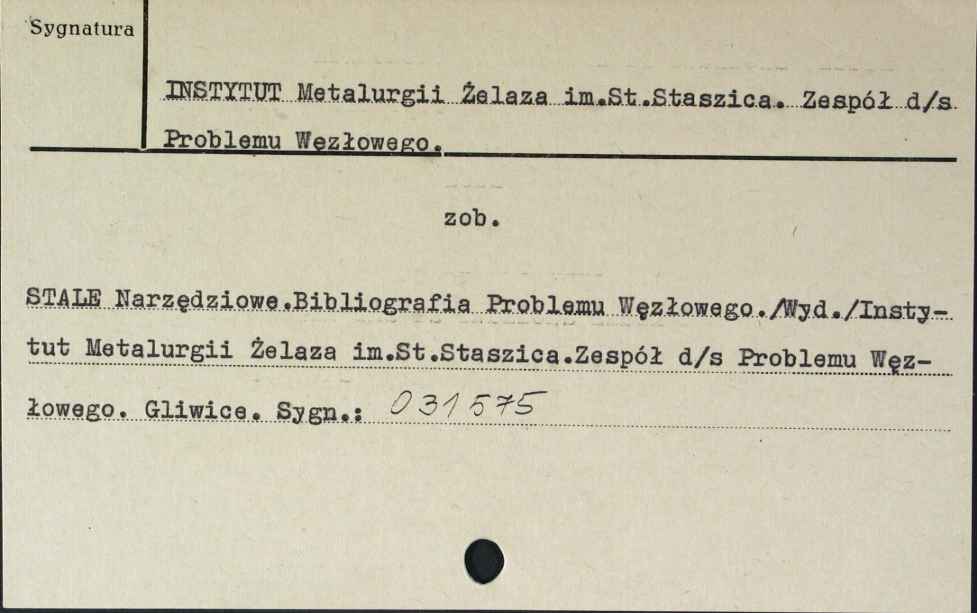 Sygnatura
INSTYTUT Metalurgii Żelaza im.St.Staszica. Zespół d/s
Problemu Węzłowego.
zob.
STALE Narzędziowe.Bibliografia Problemu Węzłowego./Wyd./Insty-
tut Metalurgii Żelaza im.St.Staszica.Zespół d/s Problemu Węz-
łowego. Gliwice. Sygn.: 031575